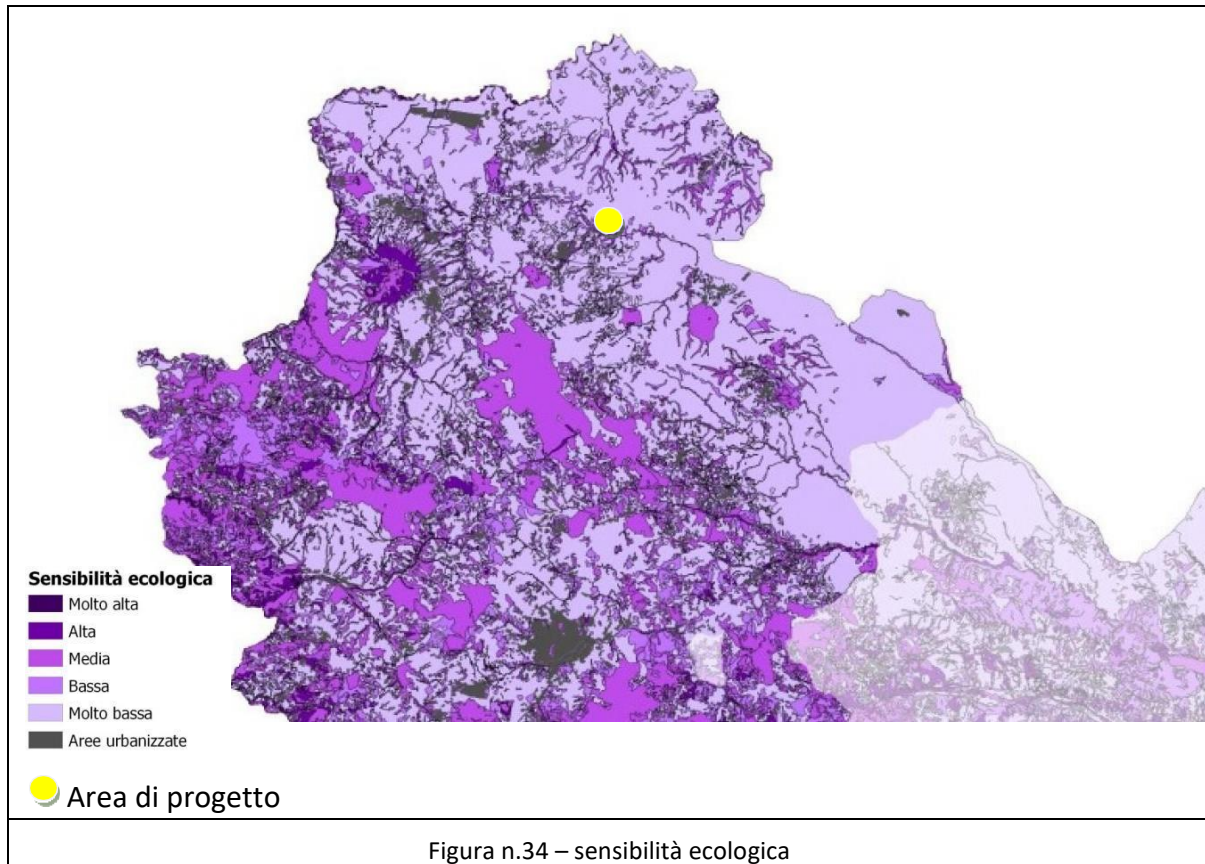 Sensibilità ecologica
Molto alta
Alta
Media
Bassa
Molto bassa
Aree urbanizzate
Area di progetto
Figura n.34 – sensibilità ecologica